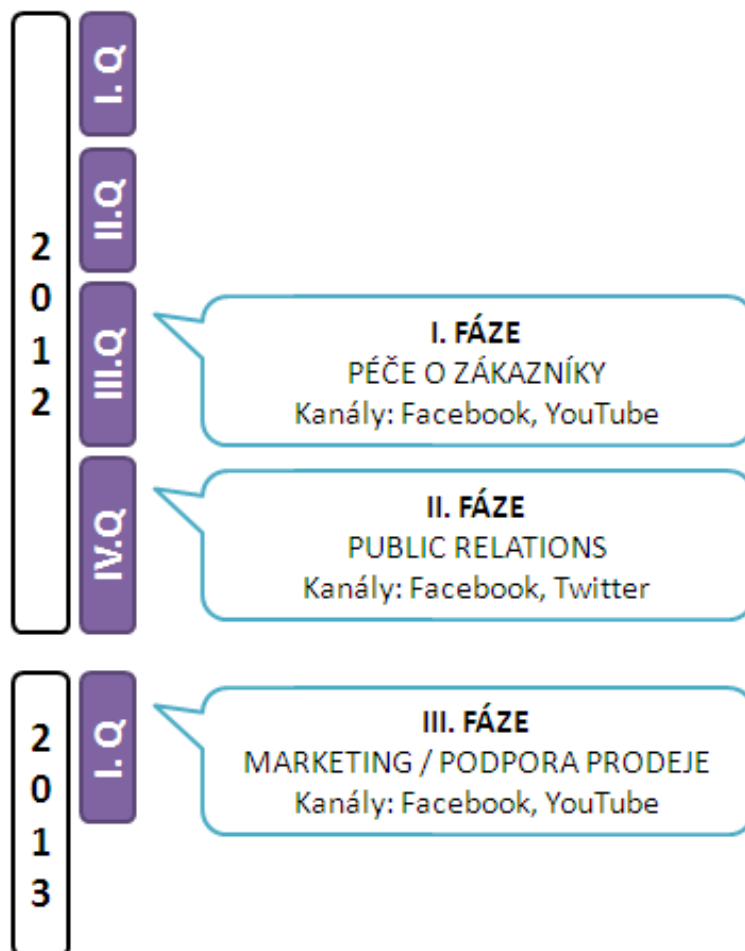 2012
I. Q
II.Q
III.Q
I. FÁZE
PÉČE O ZÁKAZNÍKY
Kanály: Facebook, YouTube
IV.Q
II. FÁZE
PUBLIC RELATIONS
Kanály: Facebook, Twitter
2013
I. Q
III. FÁZE
MARKETING / PODPORA PRODEJE
Kanály: Facebook, YouTube